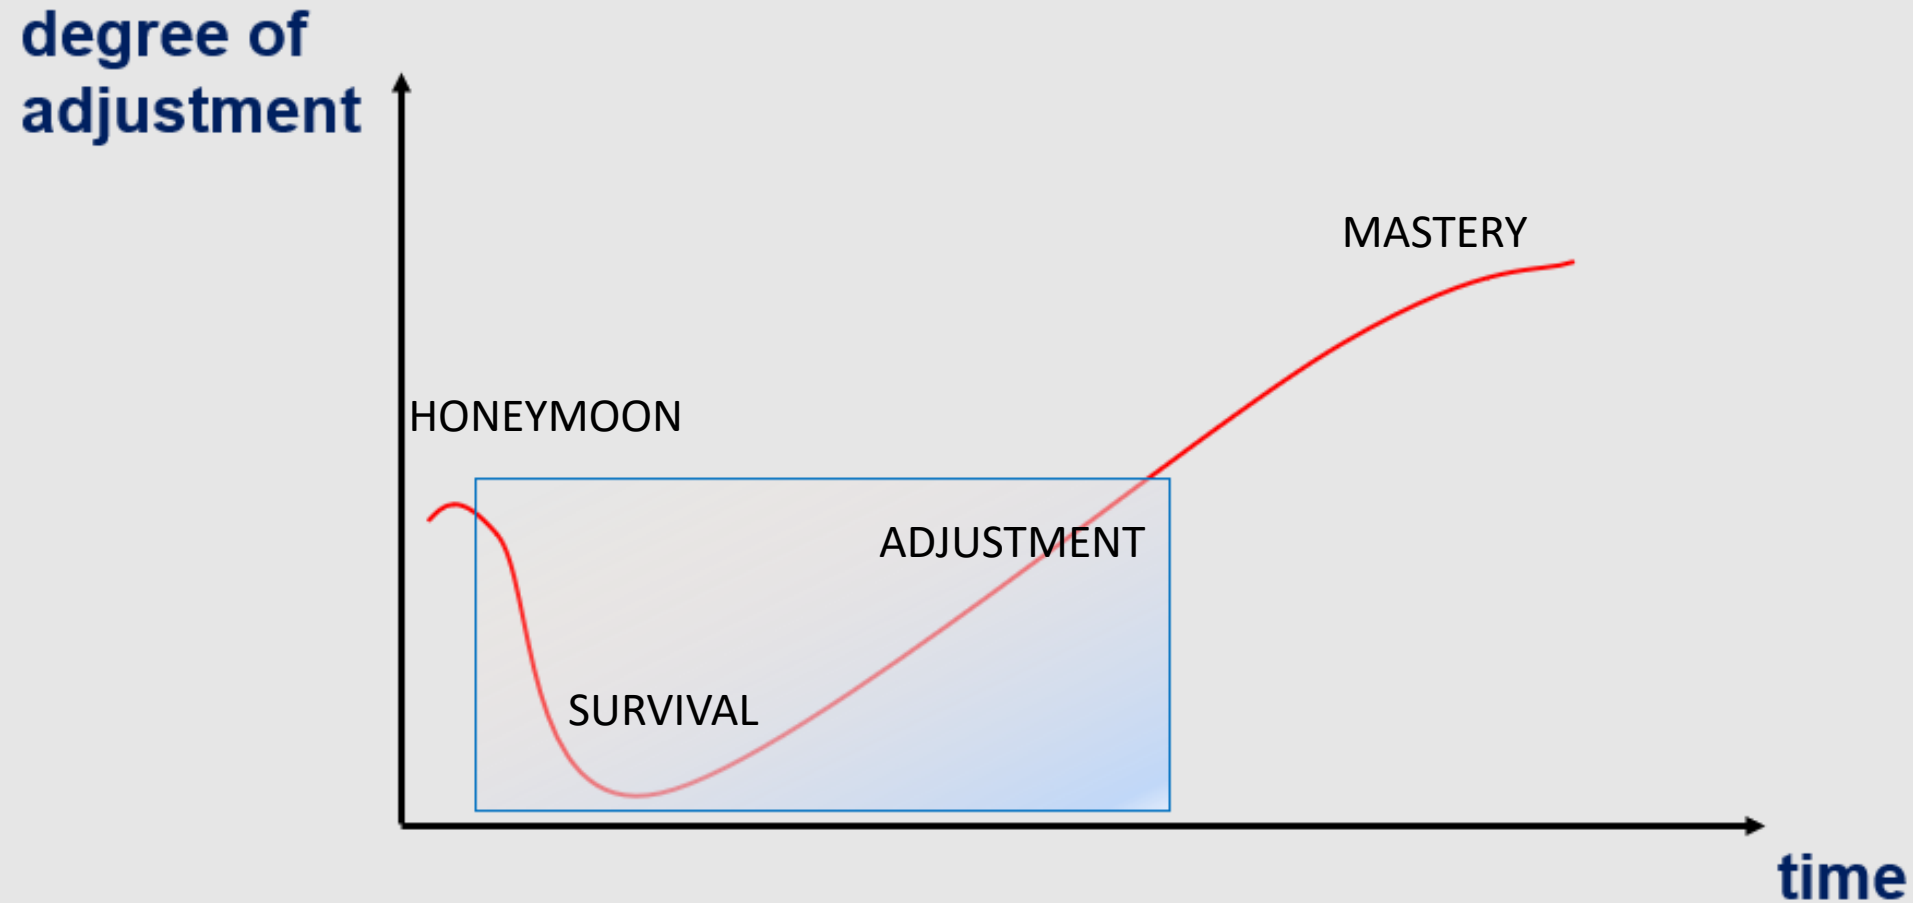 degree of
adjustment
MASTERY
HONEYMOON
ADJUSTMENT
SURVIVAL
time